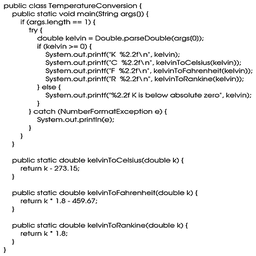 public class TemperatureConversion {
public static void main(String args[]) {
if (args.length == 1) {
try {
double kelvin = Double.parseDouble(args[0]);
if (kelvin >= 0) {
System.out.printf("K %2.2f\n", kelvin);
System.out.printf("C %2.2f\n", kelvinToCelsius(kelvin));
System.out.printf("F %2.2f\n", kelvinToFahrenheit(kelvin));
System.out.printf("R %2.2f\n", kelvinToRankine(kelvin));
} else {
System.out.printf("%2.2f K is below absolute zero", kelvin);
}
} catch (NumberFormatException e) {
System.out.println(e);
}
}
}
public static double kelvinToCelsius(double k) {
return k - 273.15;
}
public static double kelvinToFahrenheit(double k) {
return k * 1.8 - 459.67;
}
public static double kelvinToRankine(double k) {
return k * 1.8;
}
}